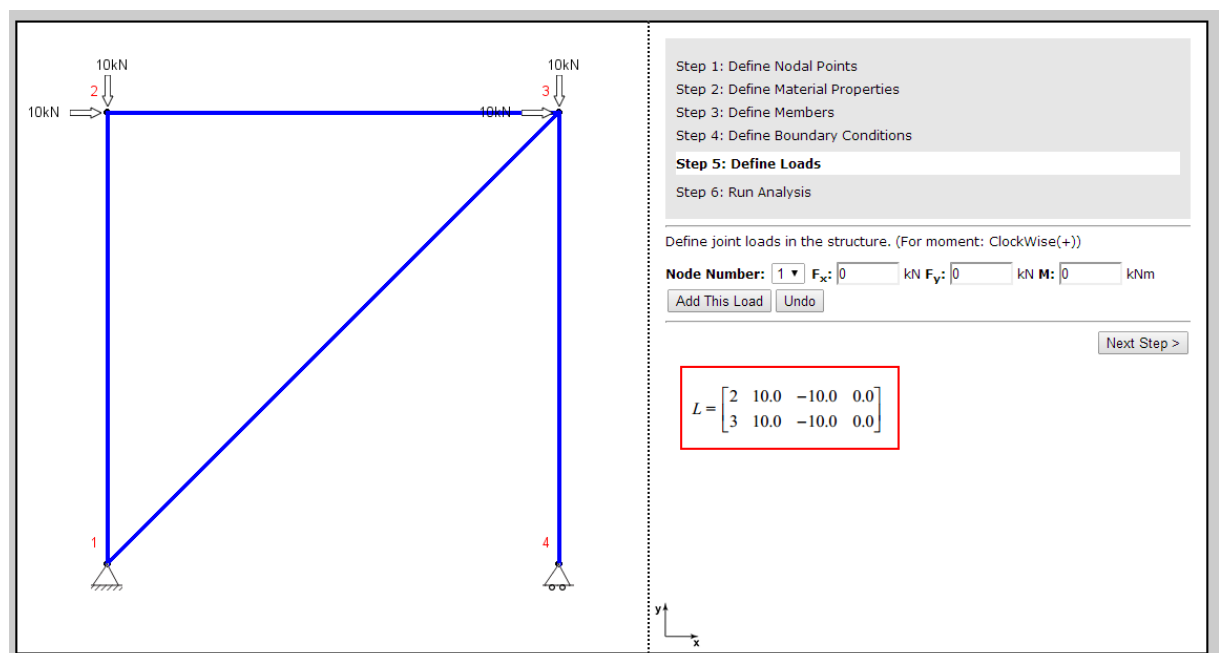 10kN
10kN
2
3
10kN
10kN
1
4
Step 1: Define Nodal Points
Step 2: Define Material Properties
Step 3: Define Members
Step 4: Define Boundary Conditions
Step 5: Define Loads
Step 6: Run Analysis
Define joint loads in the structure. (For moment: ClockWise(+))
Node Number: 1 ▼ Fx: 0 kN Fy: 0 kN M: 0 kNm
Add This Load Undo
Next Step >
L = [2 10.0 −10.0 0.0
3 10.0 −10.0 0.0]
y
x